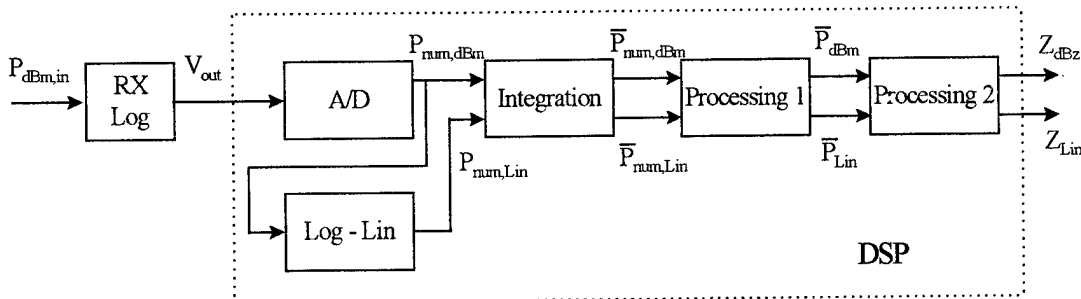 P_dBm,in
RX
Log
V_out
A/D
P_num,dBm
Log - Lin
P_num,Lin
Integration
P̅_num,dBm
P̅_num,Lin
Processing 1
P̅_dBm
P̅_Lin
Processing 2
Z_dBz
Z_Lin
DSP